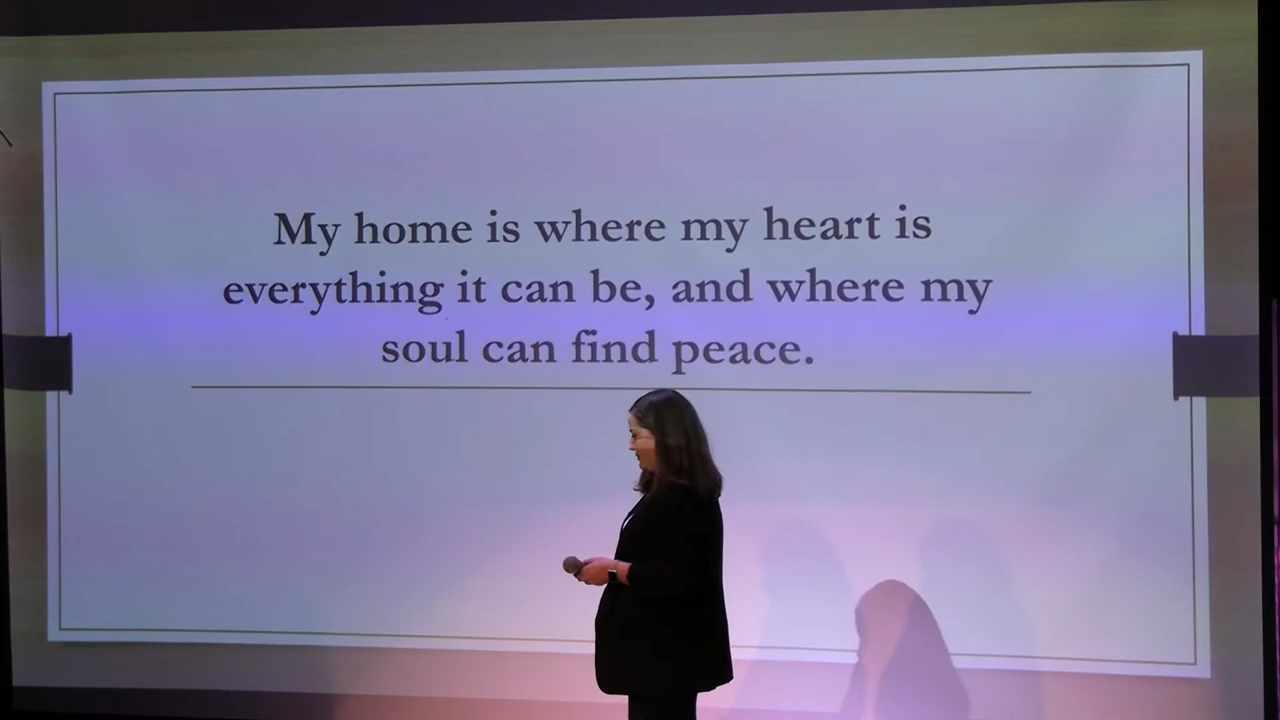 My home is where my heart is
everything it can be, and where my
soul can find peace.